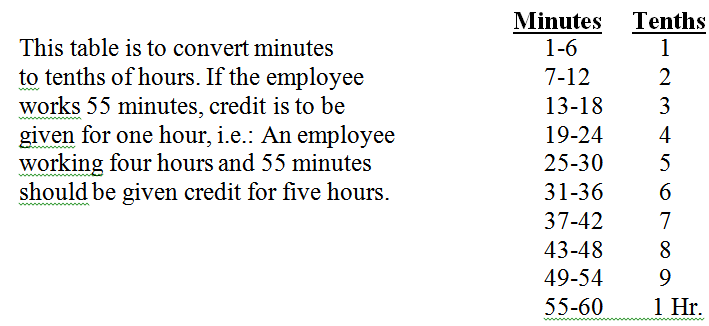 Minutes Tenths
This table is to convert minutes 1-6 1
to tenths of hours. If the employee 7-12 2
works 55 minutes, credit is to be 13-18 3
given for one hour, i.e.: An employee 19-24 4
working four hours and 55 minutes 25-30 5
should be given credit for five hours. 31-36 6
37-42 7
43-48 8
49-54 9
55-60 1 Hr.